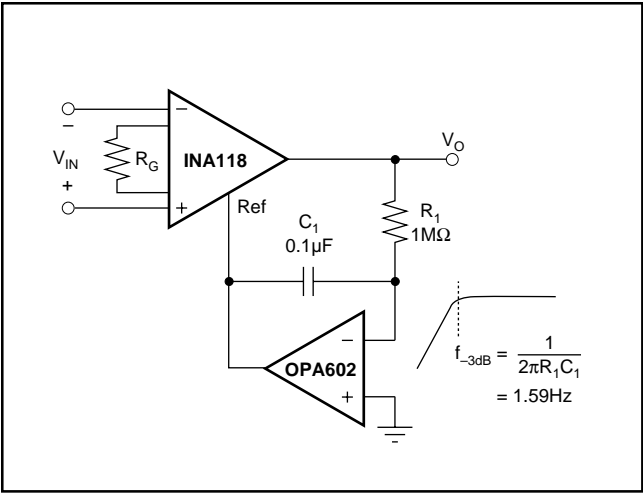 −
V_IN
+
R_G
−
INA118
+
Ref
V_O
R_1
1MΩ
C_1
0.1µF
−
OPA602
+
f_−3dB = 1 / 2πR_1C_1
= 1.59Hz